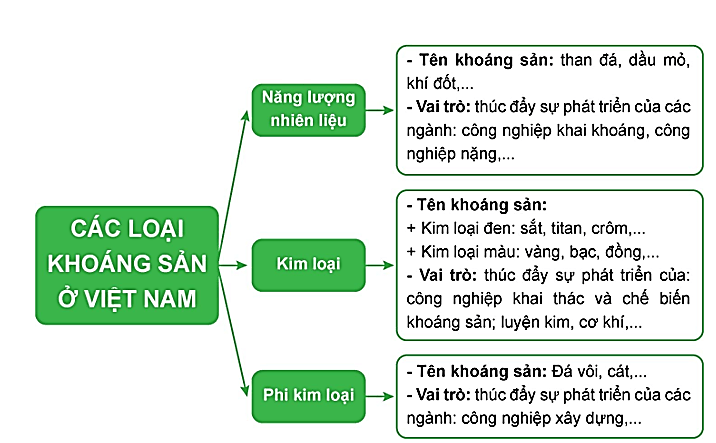 CÁC LOẠI
KHOÁNG SẢN
Ở VIỆT NAM
Năng lượng
nhiên liệu
- Tên khoáng sản: than đá, dầu mỏ,
khí đốt,...
- Vai trò: thúc đẩy sự phát triển của các
ngành: công nghiệp khai khoáng, công
nghiệp nặng,...
Kim loại
- Tên khoáng sản:
+ Kim loại đen: sắt, titan, crôm,...
+ Kim loại màu: vàng, bạc, đồng,...
- Vai trò: thúc đẩy sự phát triển của:
công nghiệp khai thác và chế biến
khoáng sản; luyện kim, cơ khí,...
Phi kim loại
- Tên khoáng sản: Đá vôi, cát,...
- Vai trò: thúc đẩy sự phát triển của các
ngành: công nghiệp xây dựng,...